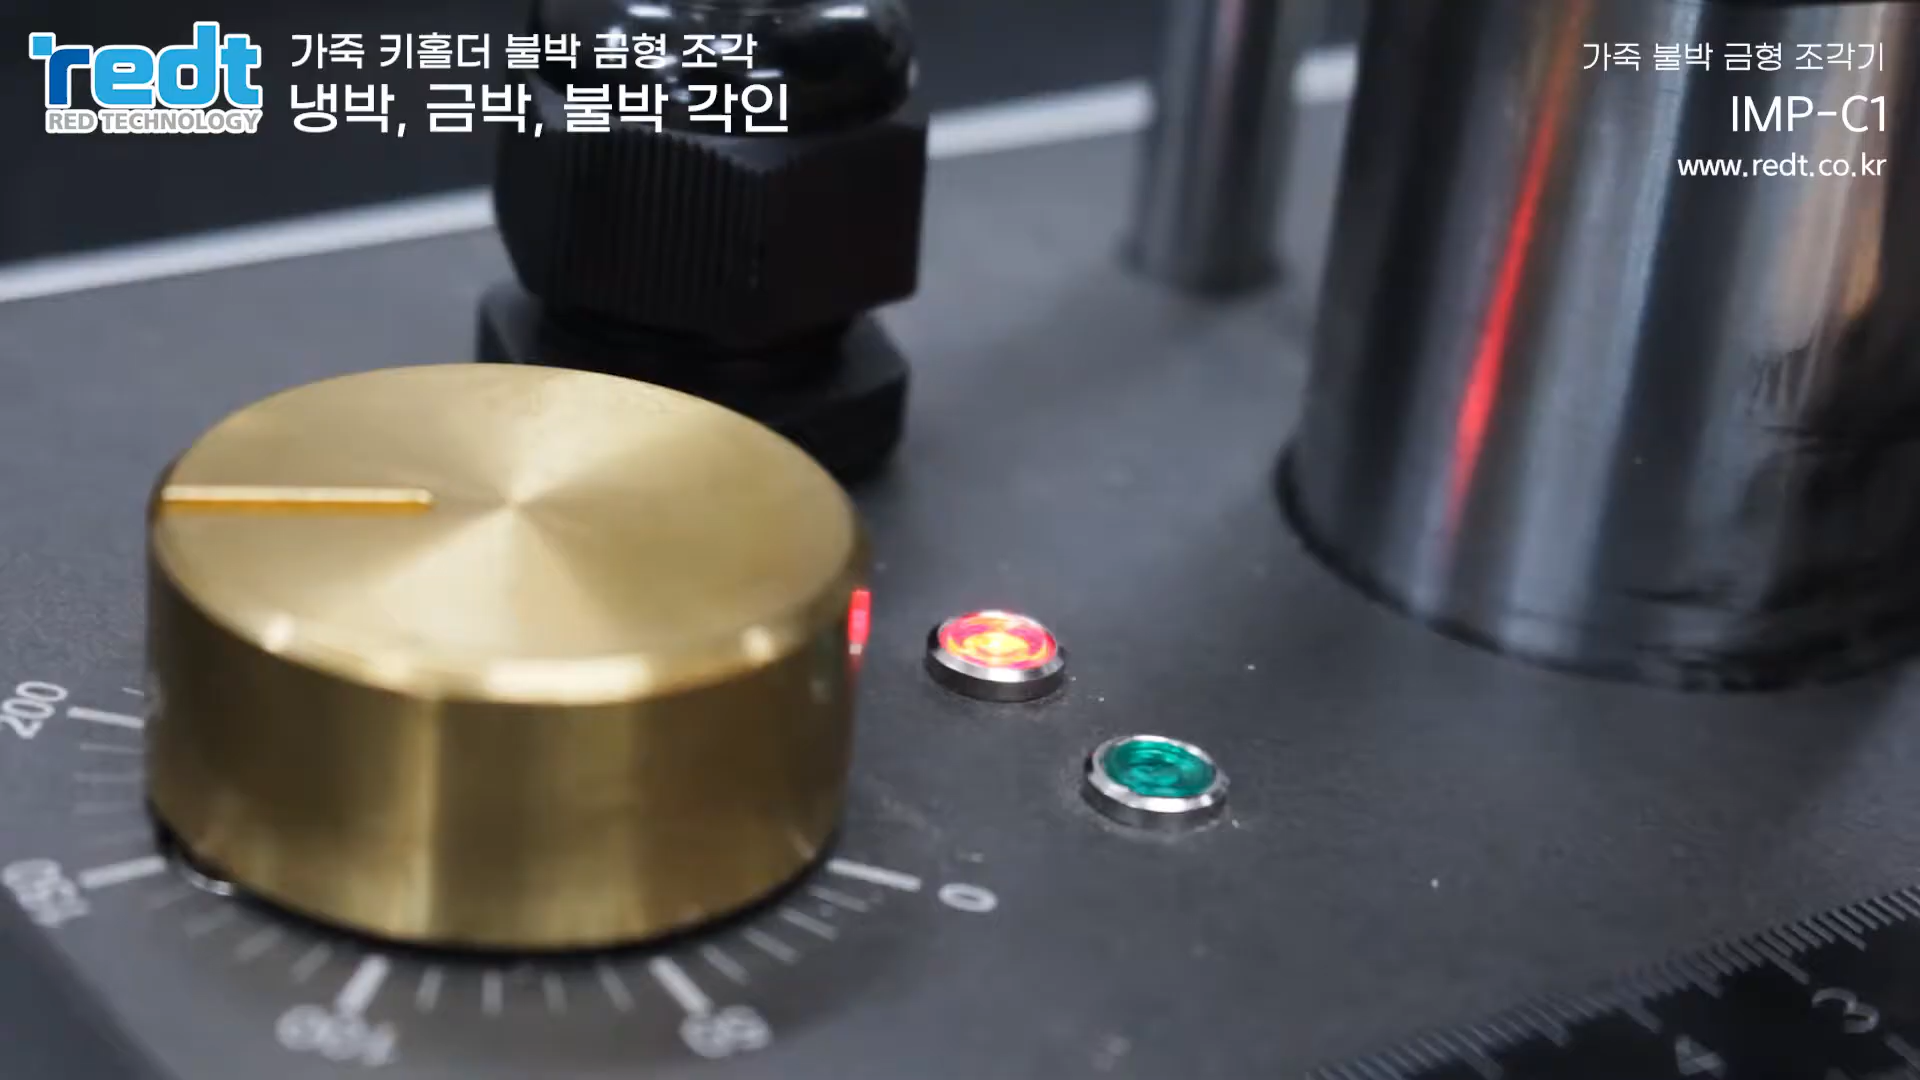 redt
RED TECHNOLOGY
가죽 키홀더 불박 금형 조각
냉박, 금박, 불박 각인
가죽 불박 금형 조각기
IMP-C1
www.redt.co.kr
200
150
100
50
0
3
4